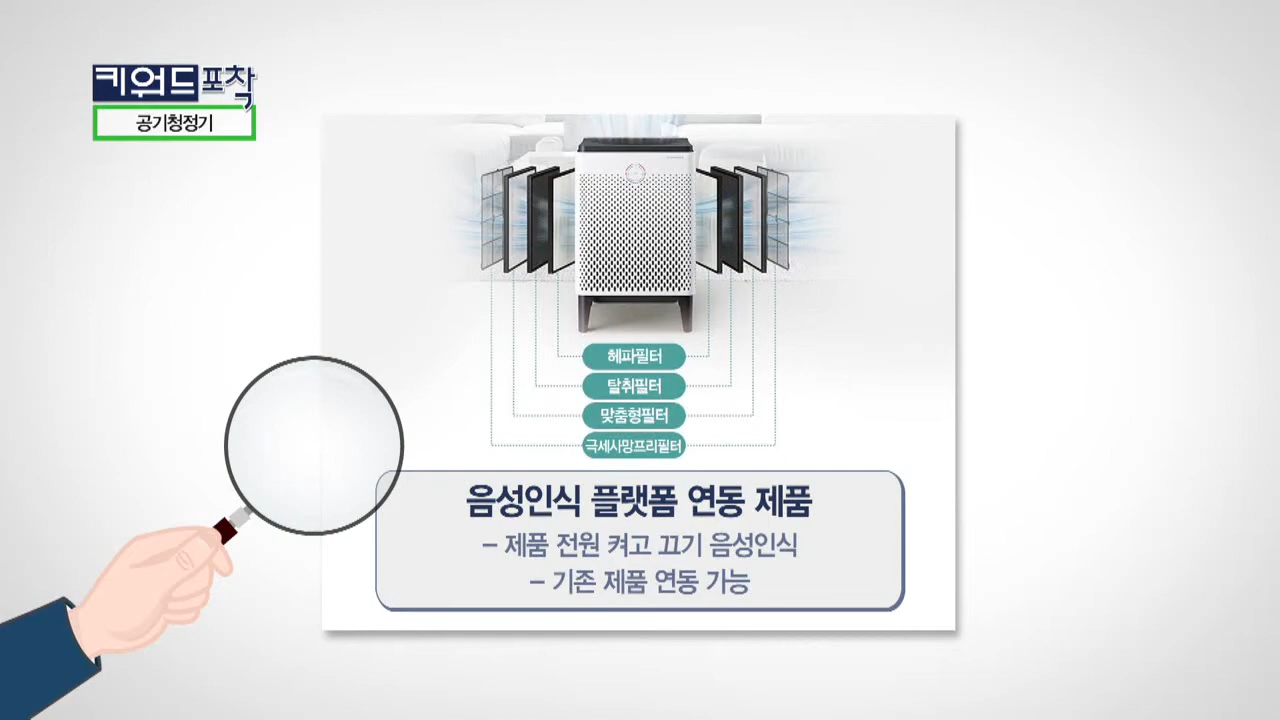 키워드포착
공기청정기
헤파필터
탈취필터
맞춤형필터
극세사망프리필터
음성인식 플랫폼 연동 제품
- 제품 전원 켜고 끄기 음성인식
- 기존 제품 연동 가능